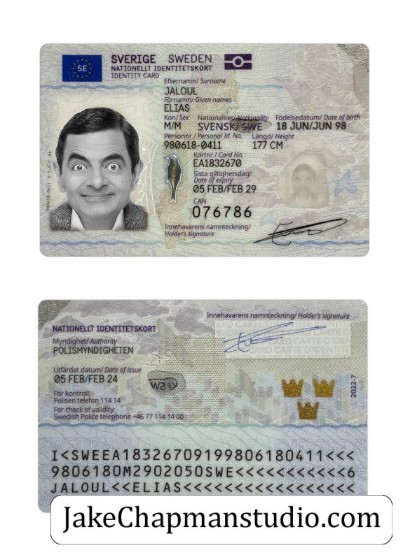 SE
SVERIGE SWEDEN
NATIONELLT IDENTITETSKORT
IDENTITY CARD
Efternamn/ Surname
JALOUL
Förnamn/ Given names
ELIAS
Kön/ Sex Nationalitet/ Nationality Födelsedatum/ Date of birth
M/M SVENSK/SWE 18 JUN/JUN 98
Personnr/ Personal Id. No. Längd/ Height
980618-0411 177 CM
Kortnr / Card No.
EA1832670
Sista giltighetsdag/
Date of expiry
05 FEB/FEB 29
CAN
076786
Innehavarens namnteckning/
Holder's signature
Innehavarens namnteckning/ Holder's signature
NATIONELLT IDENTITETSKORT
Myndighet/ Authority
POLISMYNDIGHETEN
Utfärdat datum/ Date of issue
05 FEB/FEB 24
För kontroll:
Polisen telefon 114 14
For check of validity:
Swedish Police telephone +46 77 114 14 00
2022-7
I<SWEEA18326709199806180411<<<
9806180M2902050SWE<<<<<<<<<<<6
JALOUL<<ELIAS<<<<<<<<<<<<<<<<<
JakeChapmanstudio.com